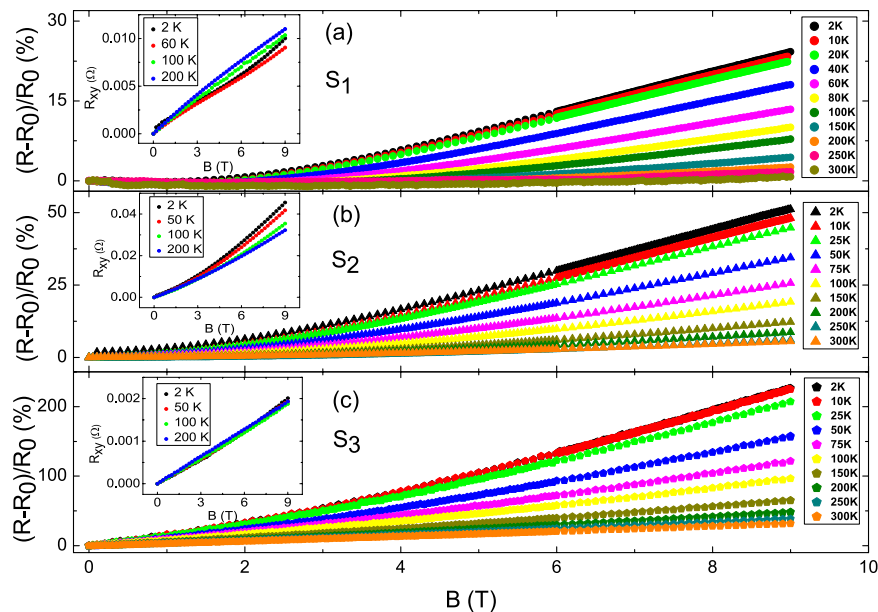 (R-R0)/R0 (%)
30
15
0
(a)
S1
Rxy (Ω)
0.010
0.005
0.000
2 K
60 K
100 K
200 K
0 3 6 9
B (T)
2K
10K
20K
40K
60K
80K
100K
150K
200K
250K
300K
(R-R0)/R0 (%)
50
25
0
(b)
S2
Rxy (Ω)
0.04
0.02
0.00
2 K
50 K
100 K
200 K
0 3 6 9
B (T)
2K
10K
25K
50K
75K
100K
150K
200K
250K
300K
(R-R0)/R0 (%)
200
150
100
50
0
(c)
S3
Rxy (Ω)
0.002
0.001
0.000
2 K
50 K
100 K
200 K
0 3 6 9
B (T)
2K
10K
25K
50K
75K
100K
150K
200K
250K
300K
0 2 4 6 8 10
B (T)